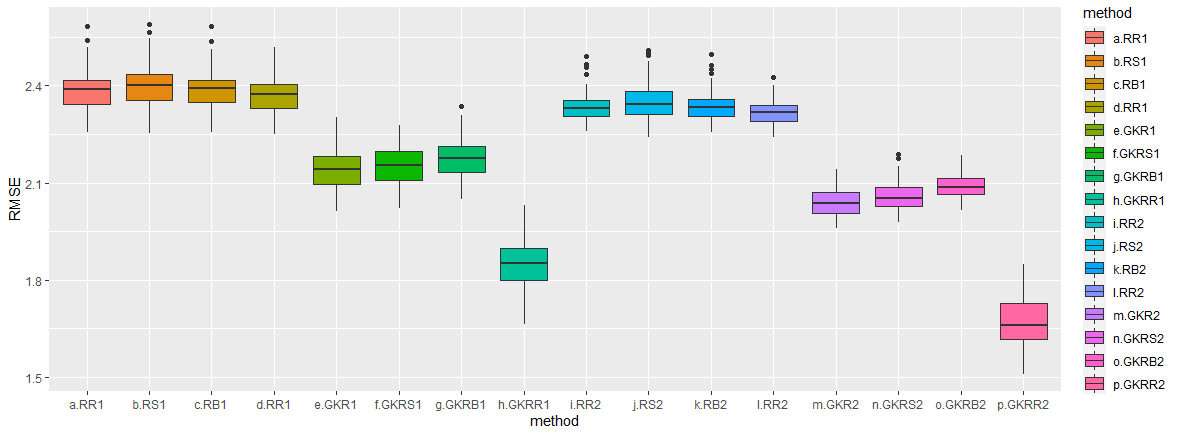 RMSE
2.4
2.1
1.8
1.5
a.RR1 b.RS1 c.RB1 d.RR1 e.GKR1 f.GKRS1 g.GKRB1 h.GKRR1 i.RR2 j.RS2 k.RB2 l.RR2 m.GKR2 n.GKRS2 o.GKRB2 p.GKRR2
method
method
a.RR1
b.RS1
c.RB1
d.RR1
e.GKR1
f.GKRS1
g.GKRB1
h.GKRR1
i.RR2
j.RS2
k.RB2
l.RR2
m.GKR2
n.GKRS2
o.GKRB2
p.GKRR2